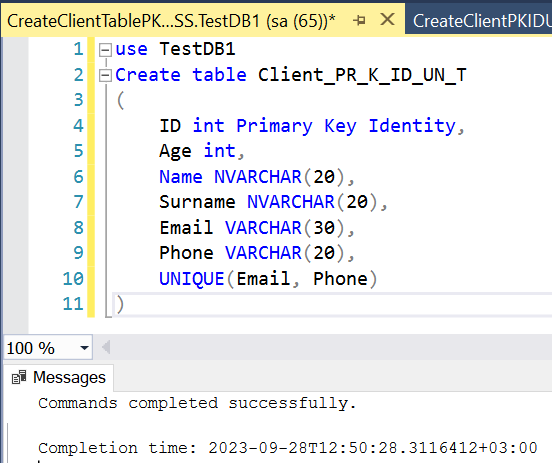 CreateClientTablePK...SS.TestDB1 (sa (65))* CreateClientPKIDU
1 use TestDB1
2 Create table Client_PR_K_ID_UN_T
3 (
4 ID int Primary Key Identity,
5 Age int,
6 Name NVARCHAR(20),
7 Surname NVARCHAR(20),
8 Email VARCHAR(30),
9 Phone VARCHAR(20),
10 UNIQUE(Email, Phone)
11 )
100 %
Messages
Commands completed successfully.
Completion time: 2023-09-28T12:50:28.3116412+03:00